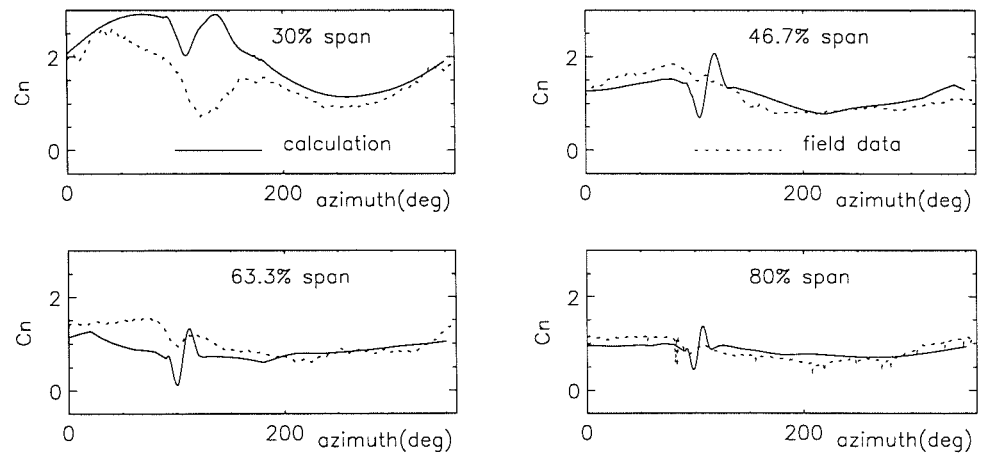 30% span
2
Cn
0
calculation
0
200
azimuth(deg)
46.7% span
2
Cn
0
field data
0
200
azimuth(deg)
63.3% span
2
Cn
0
0
200
azimuth(deg)
80% span
2
Cn
0
0
200
azimuth(deg)